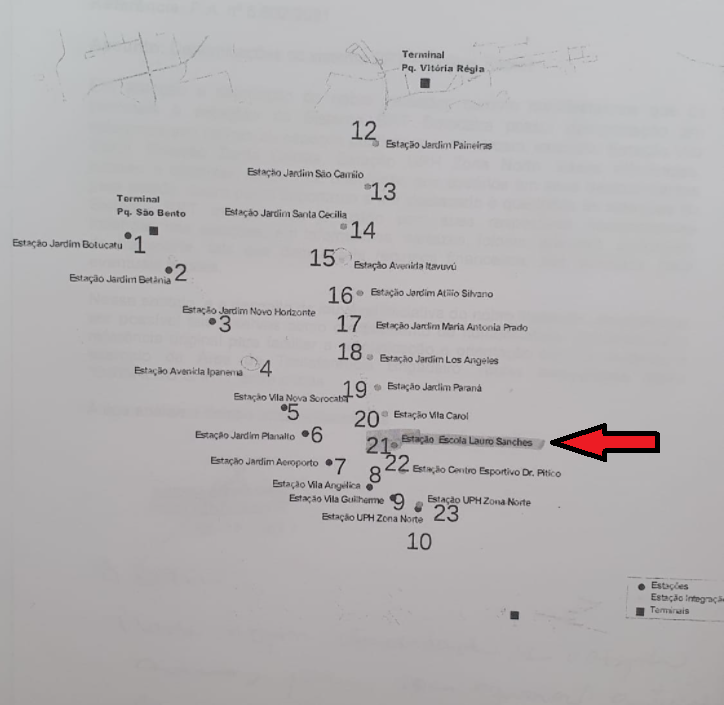 Terminal
Pq. Vitória Régia
12
Estação Jardim Paineiras
Estação Jardim São Camilo
13
Terminal
Pq. São Bento
Estação Jardim Santa Cecília
14
Estação Jardim Botucatu 1
15 Estação Avenida Itavuvú
Estação Jardim Betânia 2
16 Estação Jardim Atílio Silvano
Estação Jardim Novo Horizonte
3
17 Estação Jardim Maria Antonia Prado
18 Estação Jardim Los Angeles
Estação Avenida Ipanema 4
19 Estação Jardim Paraná
Estação Vila Nova Sorocaba
5
20 Estação Vila Carol
Estação Jardim Planalto 6
21 Estação Escola Lauro Sanches
Estação Jardim Aeroporto 7
22 Estação Centro Esportivo Dr. Pitico
8
Estação Vila Angélica
Estação Vila Guilherme 9
Estação UPH Zona Norte
23
Estação UPH Zona Norte
10
Estações
Estação Integração
Terminais